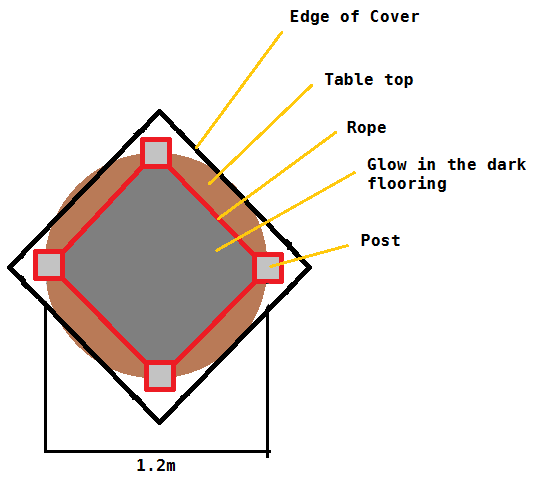 Edge of Cover
Table top
Rope
Glow in the dark
flooring
Post
1.2m